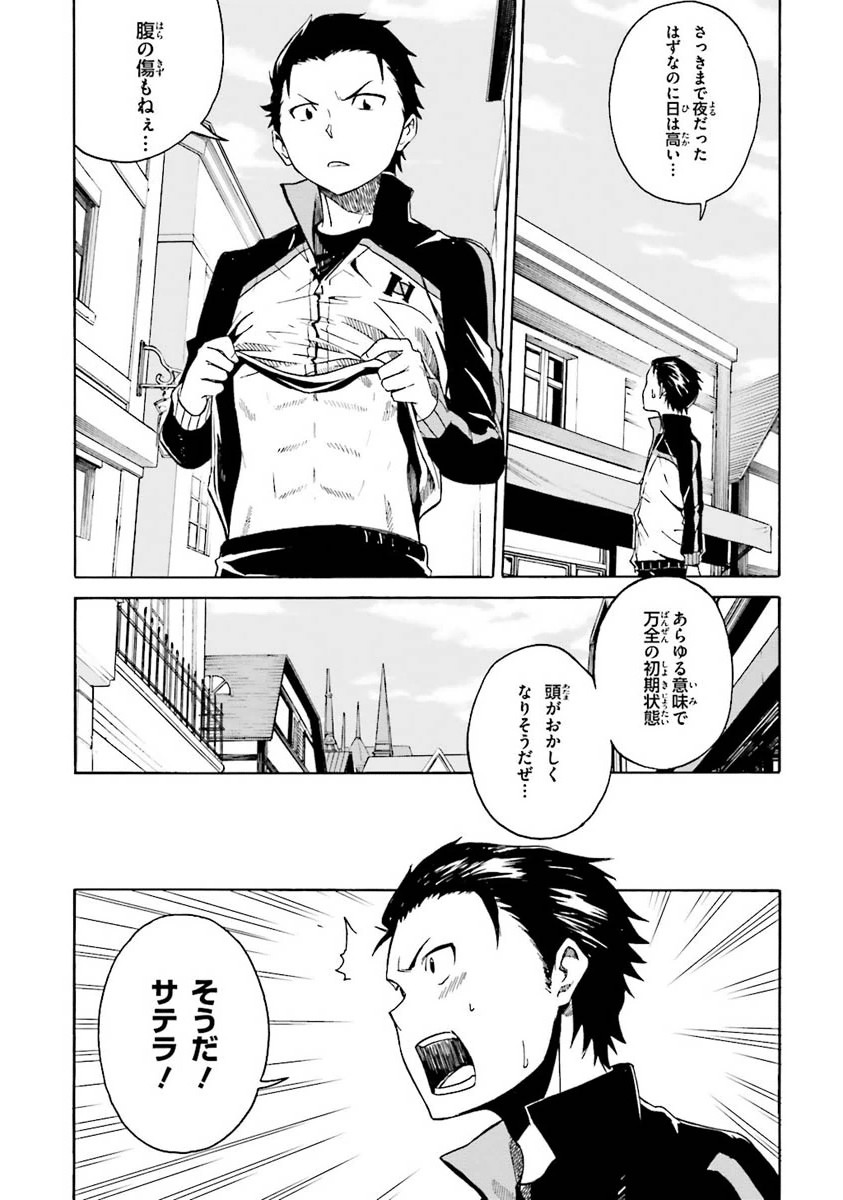 さっきまで夜だった
はずなのに日は高い…
腹の傷もねぇ…
あらゆる意味で
万全の初期状態
頭がおかしく
なりそうだぜ…
そうだ！
サテラ！